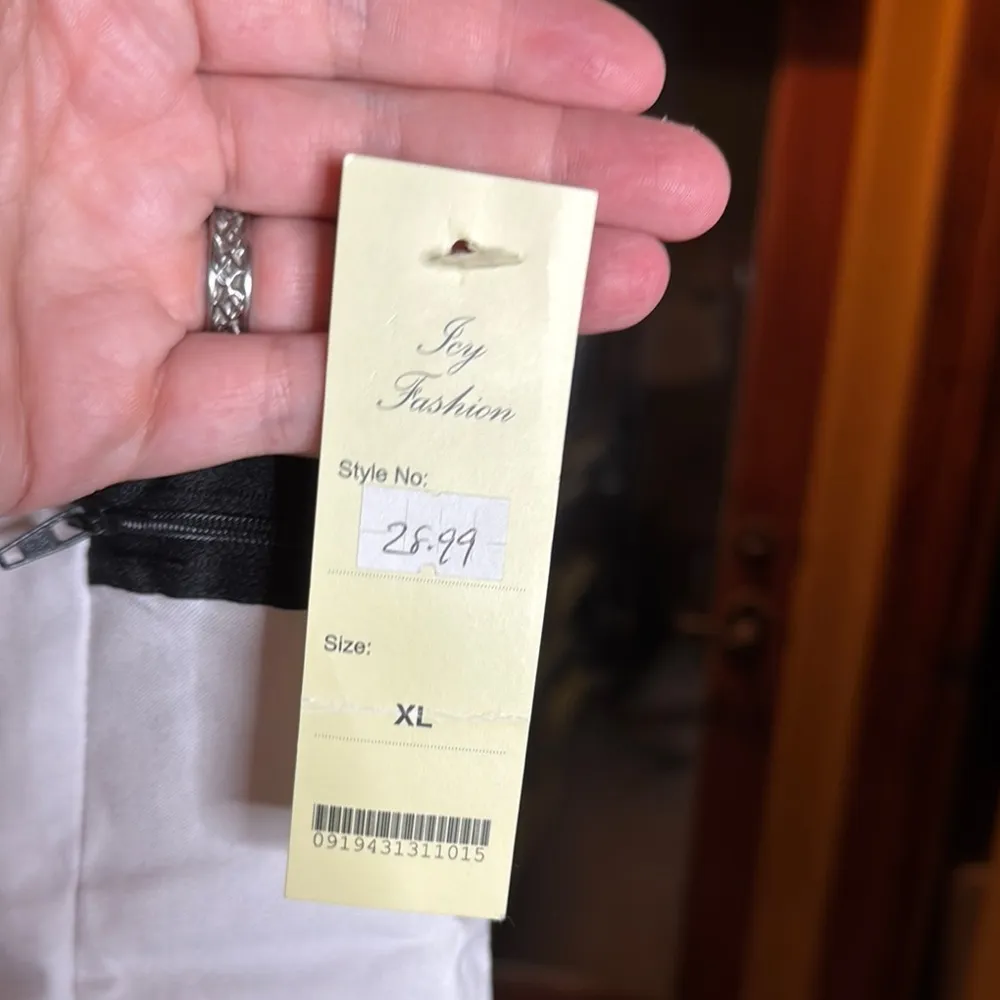 Icy
Fashion
Style No:
28.99
Size:
XL
0919431311015